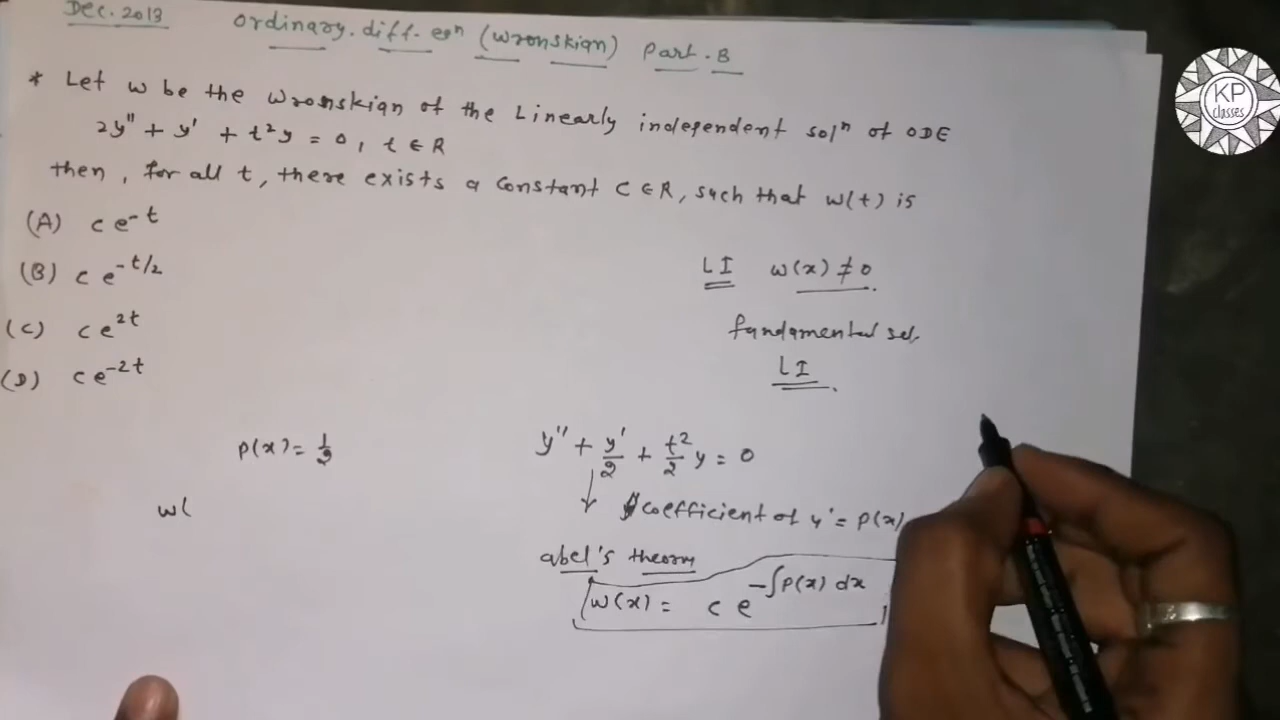 Dec. 2013
Ordinary. diff. eqn (Wronskian) Part. B
* Let w be the Wronskian of the Linearly independent solⁿ of ODE
2y'' + y' + t²y = 0, t ∈ R
then, for all t, there exists a constant C ∈ R, such that w(t) is
(A) c e^-t
(B) c e^-t/2
(C) c e^2t
(D) c e^-2t
LI w(x) ≠ 0
fundamental sol.
LI
P(x) = 1/2
y'' + y'/2 + t²/2 y = 0
w(
coefficient of y' = P(x)
abel's theorm
w(x) = c e^-∫P(x) dx
KP
classes